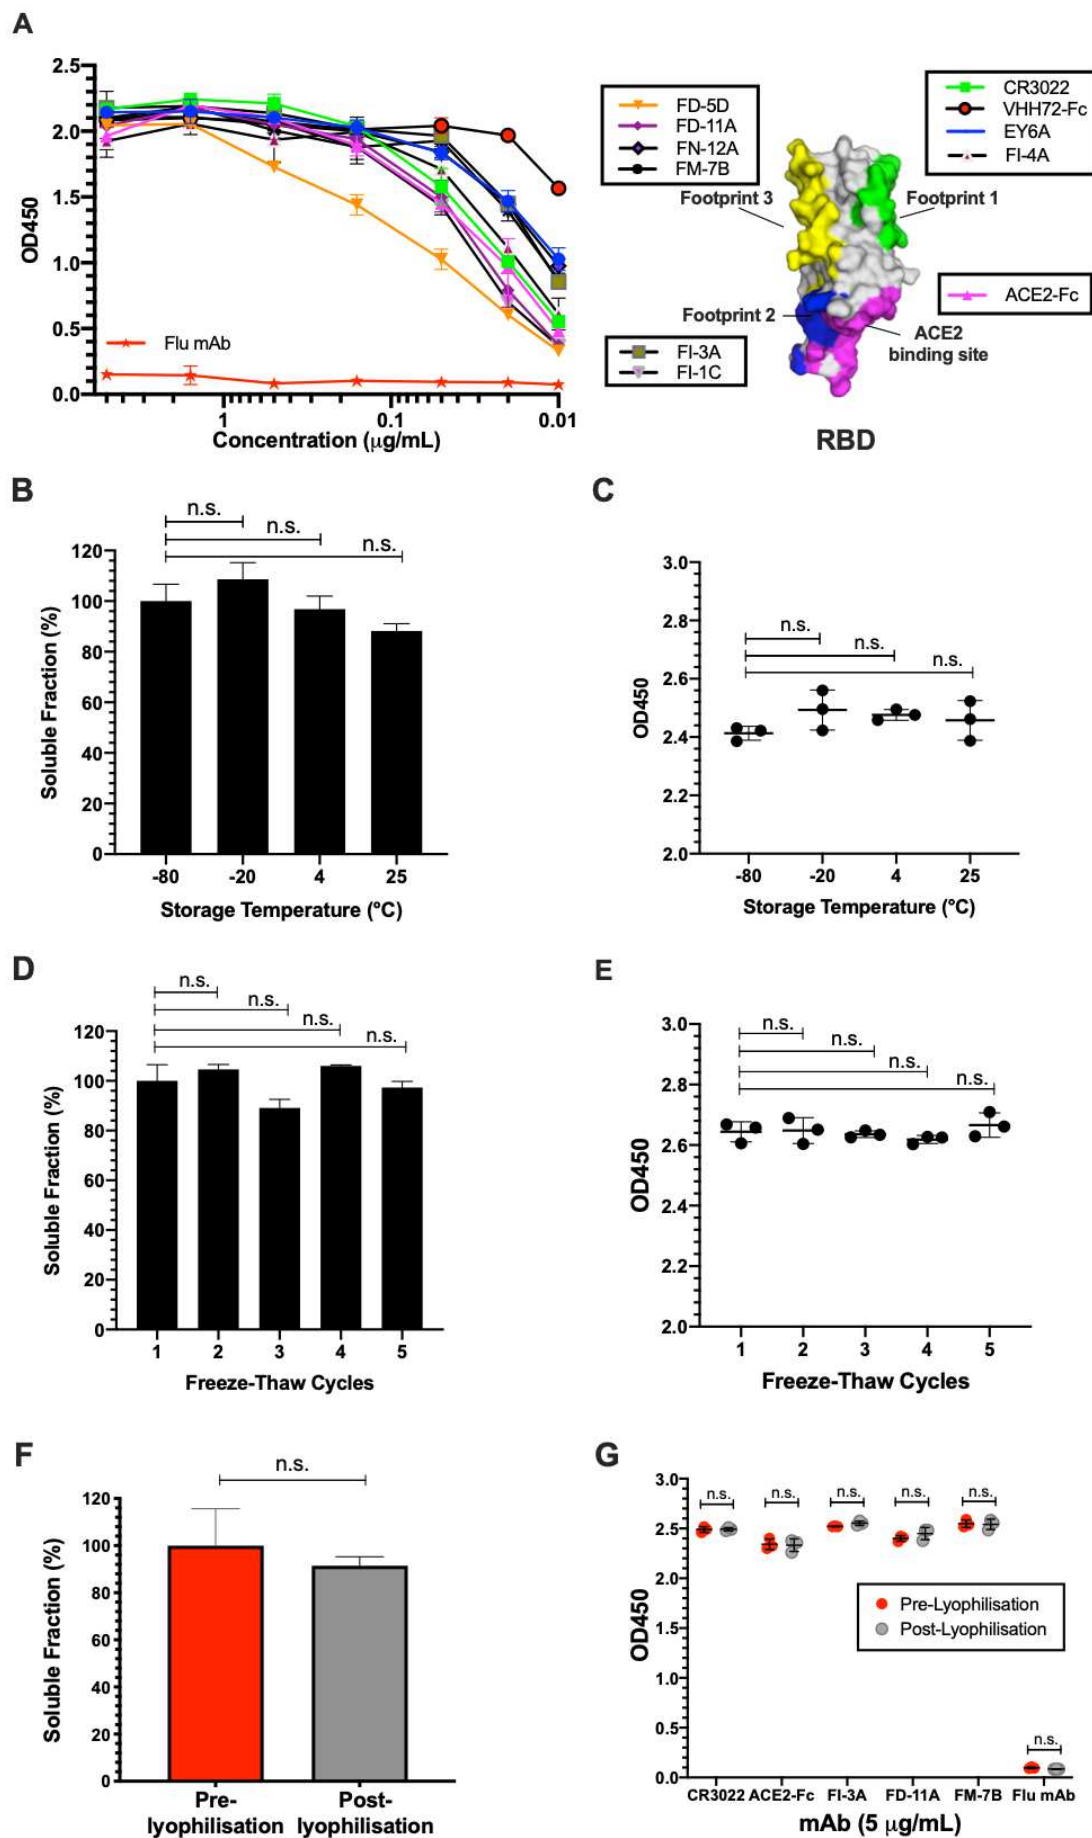 A
2.5
2.0
1.5
1.0
0.5
0.0
OD450
Flu mAb
1
0.1
0.01
Concentration (µg/mL)
FD-5D
FD-11A
FN-12A
FM-7B
CR3022
VHH72-Fc
EY6A
FI-4A
Footprint 3
Footprint 1
ACE2-Fc
Footprint 2
ACE2
binding site
FI-3A
FI-1C
RBD
B
n.s.
n.s.
n.s.
120
100
80
60
40
20
0
Soluble Fraction (%)
-80
-20
4
25
Storage Temperature (°C)
C
3.0
2.8
2.6
2.4
2.2
2.0
OD450
n.s.
n.s.
n.s.
-80
-20
4
25
Storage Temperature (°C)
D
n.s.
n.s.
n.s.
n.s.
120
100
80
60
40
20
0
Soluble Fraction (%)
1
2
3
4
5
Freeze-Thaw Cycles
E
3.0
2.8
2.6
2.4
2.2
2.0
OD450
n.s.
n.s.
n.s.
n.s.
1
2
3
4
5
Freeze-Thaw Cycles
F
n.s.
120
100
80
60
40
20
0
Soluble Fraction (%)
Pre-
lyophilisation
Post-
lyophilisation
G
3.0
2.5
2.0
1.5
1.0
0.5
0.0
OD450
n.s.
n.s.
n.s.
n.s.
n.s.
n.s.
Pre-Lyophilisation
Post-Lyophilisation
CR3022
ACE2-Fc
FI-3A
FD-11A
FM-7B
Flu mAb
mAb (5 µg/mL)